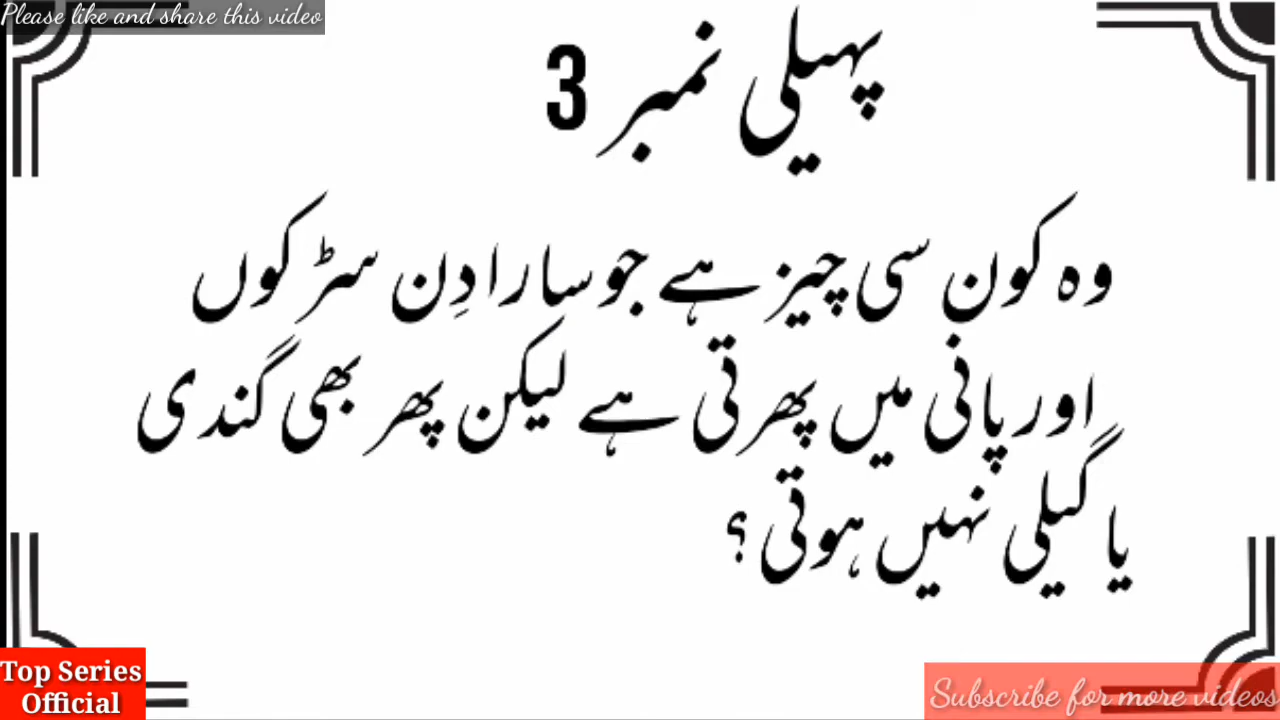 Please like and share this video
پہیلی نمبر 3
وہ کون سی چیز ہے جو سارا دِن سڑکوں
اور پانی میں پھرتی ہے لیکن پھر بھی گندی
یا گیلی نہیں ہوتی؟
Top Series
Official
Subscribe for more videos